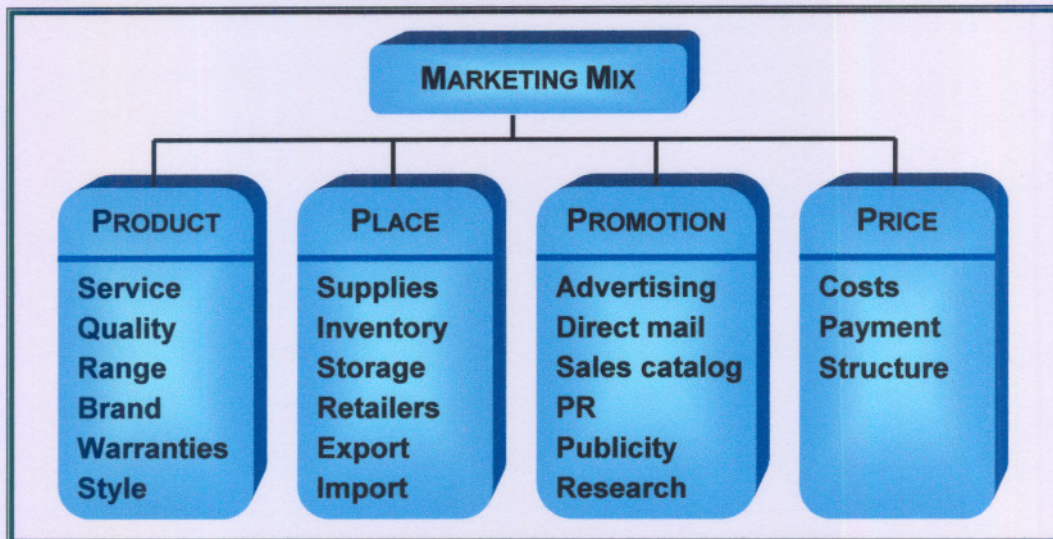 MARKETING MIX
PRODUCT
Service
Quality
Range
Brand
Warranties
Style
PLACE
Supplies
Inventory
Storage
Retailers
Export
Import
PROMOTION
Advertising
Direct mail
Sales catalog
PR
Publicity
Research
PRICE
Costs
Payment
Structure